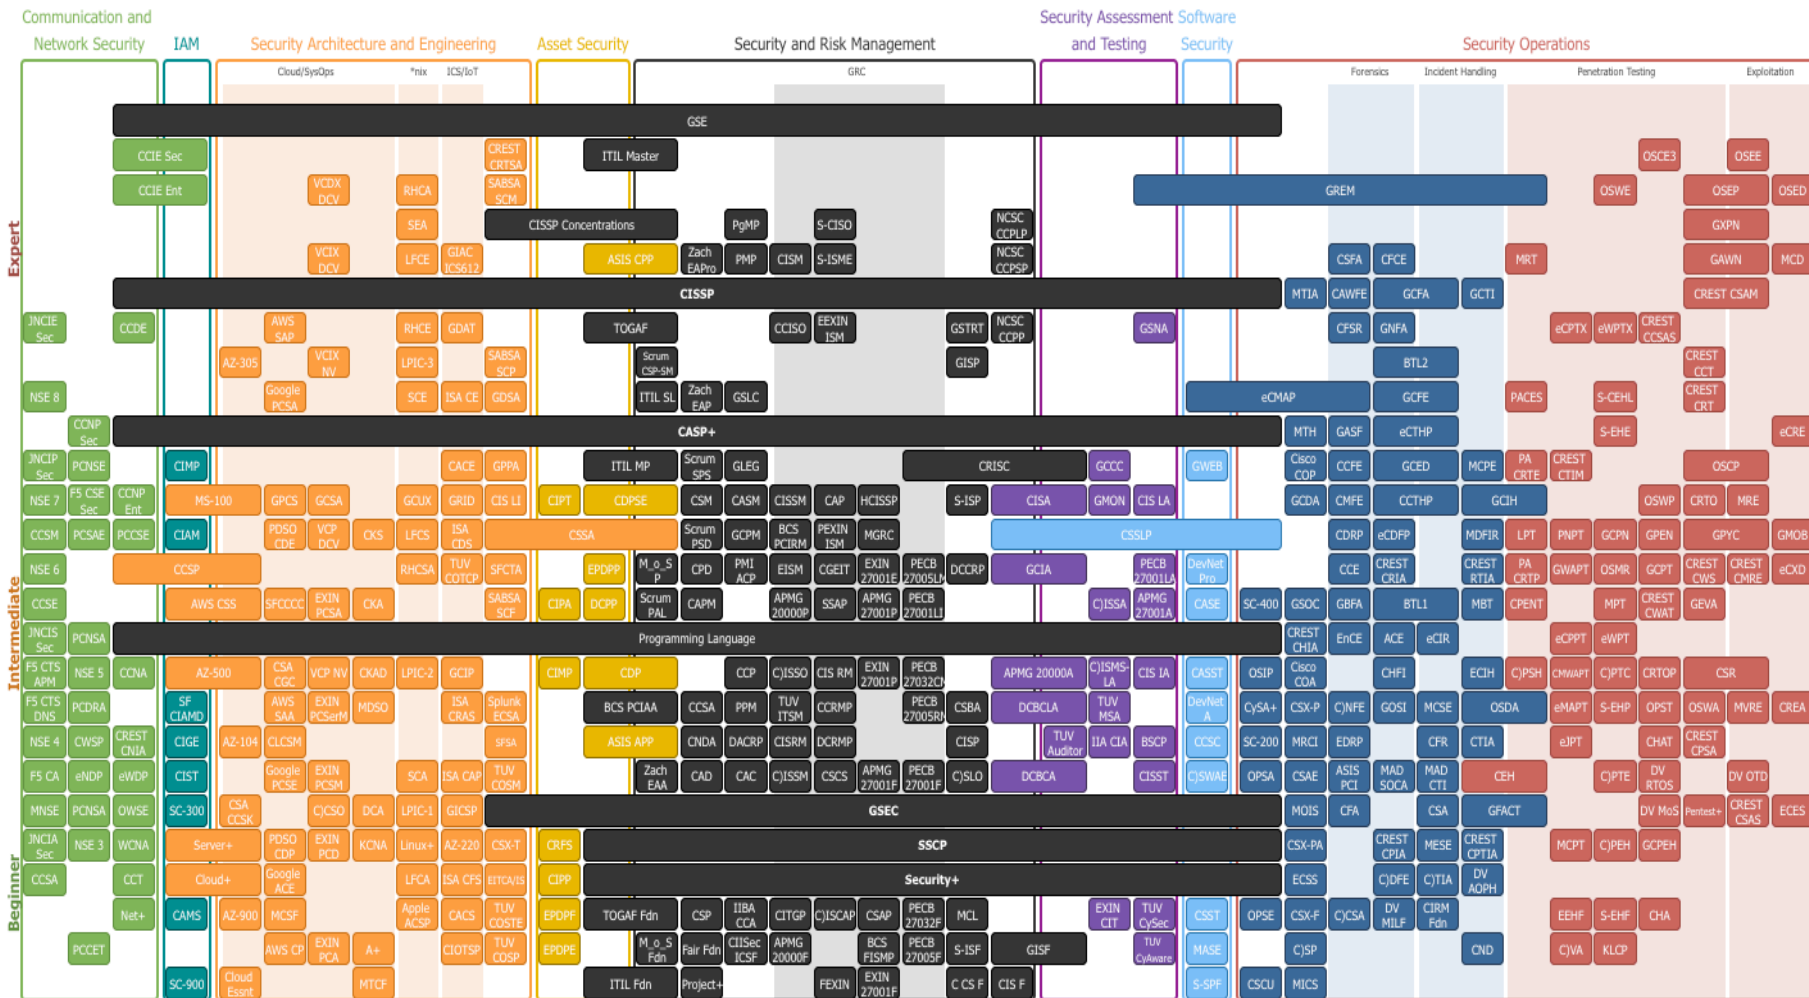 Communication and
Network Security
IAM
Security Architecture and Engineering
Asset Security
Security and Risk Management
Security Assessment
and Testing
Software
Security
Security Operations
Cloud/SysOps
*nix
ICS/IoT
GRC
Forensics
Incident Handling
Penetration Testing
Exploitation
Expert
Intermediate
Beginner
GSE
CCIE Sec
CREST
CRTSA
ITIL Master
OSCE3
OSEE
CCIE Ent
VCDX
DCV
RHCA
SABSA
SCM
GREM
OSWE
OSEP
OSED
SEA
CISSP Concentrations
PgMP
S-CISO
NCSC
CCPLP
GXPN
VCIX
DCV
LFCE
GIAC
ICS612
ASIS CPP
Zach
EAPro
PMP
CISM
S-ISME
NCSC
CCPSP
CSFA
CFCE
MRT
GAWN
MCD
CISSP
MTIA
CAWFE
GCFA
GCTI
CREST CSAM
JNCIE
Sec
CCDE
AWS
SAP
RHCE
GDAT
TOGAF
CCISO
EEXIN
ISM
GSTRT
NCSC
CCPP
GSNA
CFSR
GNFA
eCPTX
eWPTX
CREST
CCSAS
AZ-305
VCIX
NV
LPIC-3
SABSA
SCP
Scrum
CSP-SM
GISP
BTL2
CREST
CCT
NSE 8
Google
PCSA
SCE
ISA CE
GDSA
ITIL SL
Zach
EAP
GSLC
eCMAP
GCFE
PACES
S-CEHL
CREST
CRT
CCNP
Sec
CASP+
MTH
GASF
eCTHP
S-EHE
eCRE
JNCIP
Sec
PCNSE
CIMP
CACE
GPPA
ITIL MP
Scrum
SPS
GLEG
CRISC
GCCC
GWEB
Cisco
COP
CCFE
GCED
MCPE
PA
CRTE
CREST
CTIM
OSCP
NSE 7
F5 CSE
Sec
CCNP
Ent
MS-100
GPCS
GCSA
GCUX
GRID
CIS LI
CIPT
CDPSE
CSM
CASM
CISSM
CAP
HCISSP
S-ISP
CISA
GMON
CIS LA
GCDA
CMFE
CCTHP
GCIH
OSWP
CRTO
MRE
CCSM
PCSAE
PCCSE
CIAM
PDSO
CDE
VCP
DCV
CKS
LFCS
ISA
CDS
CSSA
Scrum
PSD
GCPM
BCS
PCIRM
PEXIN
ISM
MGRC
CSSLP
CDRP
eCDFP
MDFIR
LPT
PNPT
GCPN
GPEN
GPYC
GMOB
NSE 6
CCSP
RHCSA
TUV
COTCP
SFCTA
EPDPP
M_o_S
P
CPD
PMI
ACP
EISM
CGEIT
EXIN
27001E
PECB
27005LM
DCCRP
GCIA
PECB
27001LA
DevNet
Pro
CCE
CREST
CRIA
CREST
RTIA
PA
CRTP
GWAPT
OSMR
GCPT
CREST
CWS
CREST
CMRE
eCXD
CCSE
AWS CSS
SFCCCC
EXIN
PCSA
CKA
SABSA
SCF
CIPA
DCPP
Scrum
PAL
CAPM
APMG
20000P
SSAP
APMG
27001P
PECB
27001LI
C)ISSA
APMG
27001A
CASE
SC-400
GSOC
GBFA
BTL1
MBT
CPENT
MPT
CREST
CWAT
GEVA
JNCIS
Sec
PCNSA
Programming Language
CREST
CHIA
EnCE
ACE
eCIR
eCPPT
eWPT
F5 CTS
APM
NSE 5
CCNA
AZ-500
CSA
CGC
VCP NV
CKAD
LPIC-2
GCIP
CIMP
CDP
CCP
C)ISSO
CIS RM
EXIN
27001P
PECB
27032CM
APMG 20000A
C)ISMS-
LA
CIS IA
CASST
OSIP
Cisco
COA
CHFI
ECIH
C)PSH
CMWAPT
C)PTC
CRTOP
CSR
F5 CTS
DNS
PCDRA
SF
CIAMD
AWS
SAA
EXIN
PCSerM
MDSO
ISA
CRAS
Splunk
ECSA
BCS PCIAA
CCSA
PPM
TUV
ITSM
CCRMP
PECB
27005RM
CSBA
DCBCLA
TUV
MSA
DevNet
A
CySA+
CSX-P
C)NFE
GOSI
MCSE
OSDA
eMAPT
S-EHP
OPST
OSWA
MVRE
CREA
NSE 4
CWSP
CREST
CNIA
CIGE
AZ-104
CLCSM
SFSA
ASIS APP
CNDA
DACRP
CISRM
DCRMP
CISP
TUV
Auditor
IIA CIA
BSCP
CCSC
SC-200
MRCI
EDRP
CFR
CTIA
eJPT
CHAT
CREST
CPSA
F5 CA
eNDP
eWDP
CIST
Google
PCSE
EXIN
PCSM
SCA
ISA CAP
TUV
COSM
Zach
EAA
CAD
CAC
C)ISSM
CSCS
APMG
27001F
PECB
27001F
C)SLO
DCBCA
CISST
C)SWAE
OPSA
CSAE
ASIS
PCI
MAD
SOCA
MAD
CTI
CEH
C)PTE
DV
RTOS
DV OTD
MNSE
PCNSA
OWSE
SC-300
CSA
CCSK
C)CSO
DCA
LPIC-1
GICSP
GSEC
MOIS
CFA
CSA
GFACT
DV MoS
Pentest+
CREST
CSAS
ECES
JNCIA
Sec
NSE 3
WCNA
Server+
PDSO
CDP
EXIN
PCD
KCNA
Linux+
AZ-220
CSX-T
CRFS
SSCP
CSX-PA
CREST
CPIA
MESE
CREST
CPTIA
MCPT
C)PEH
GCPEH
CCSA
CCT
Cloud+
Google
ACE
LFCA
ISA CFS
EITCA/IS
CIPP
Security+
ECSS
C)DFE
C)TIA
DV
AOPH
Net+
CAMS
AZ-900
MCSF
Apple
ACSP
CACS
TUV
COSTE
EPDPF
TOGAF Fdn
CSP
IIBA
CCA
CITGP
C)ISCAP
CSAP
PECB
27032F
MCL
EXIN
CIT
TUV
CySec
CSST
OPSE
CSX-F
C)CSA
DV
MILF
CIRM
Fdn
EEHF
S-EHF
CHA
PCCET
AWS CP
EXIN
PCA
A+
CIOTSP
TUV
COSP
EPDPE
M_o_S
Fdn
Fair Fdn
CIISec
ICSF
APMG
20000F
BCS
FISMP
PECB
27005F
S-ISF
GISF
TUV
CyAware
MASE
C)SP
CND
C)VA
KLCP
SC-900
Cloud
Essnt
MTCF
ITIL Fdn
Project+
FEXIN
EXIN
27001F
C CS F
CIS F
S-SPF
CSCU
MICS